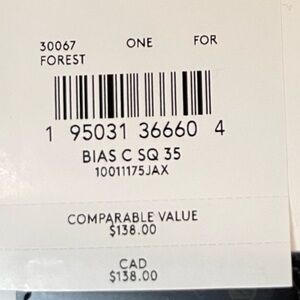 30067 ONE FOR
FOREST
1 95031 36660 4
BIAS C SQ 35
10011175JAX
COMPARABLE VALUE
$138.00
CAD
$138.00